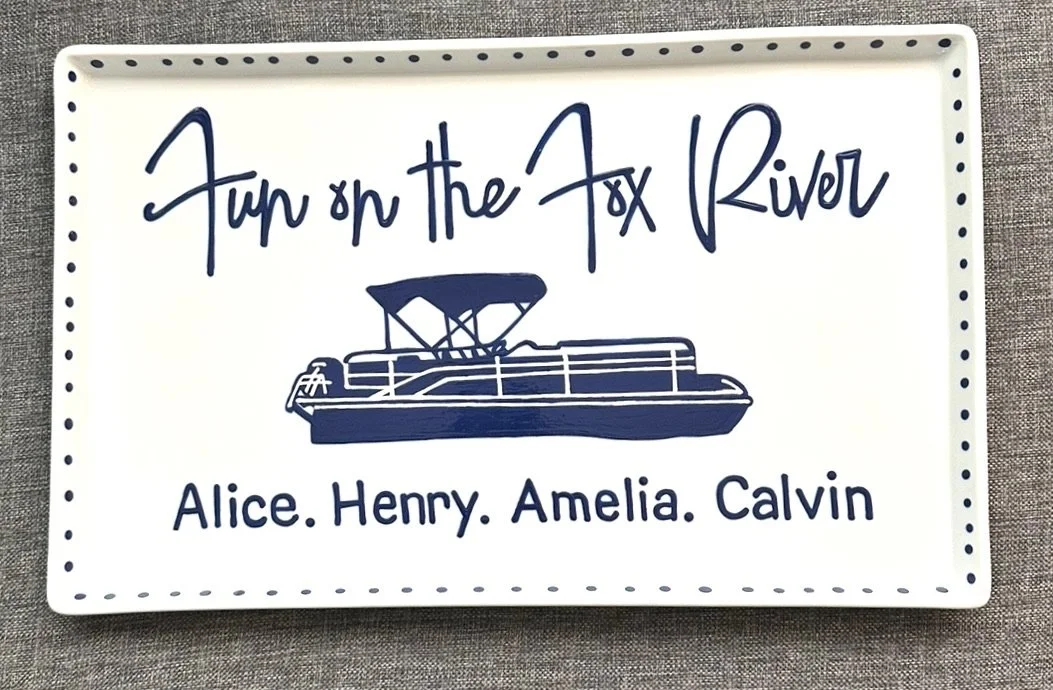 Fun on the Fox River
Alice. Henry. Amelia. Calvin